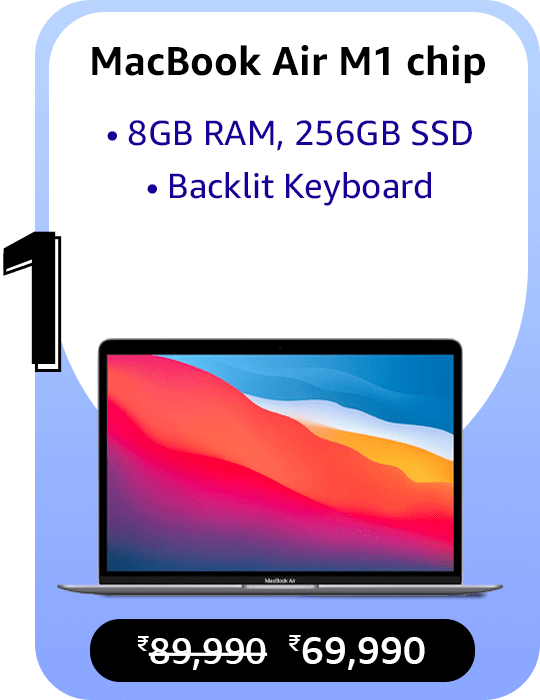 MacBook Air M1 chip
• 8GB RAM, 256GB SSD
• Backlit Keyboard
1
MacBook Air
₹89,990 ₹69,990